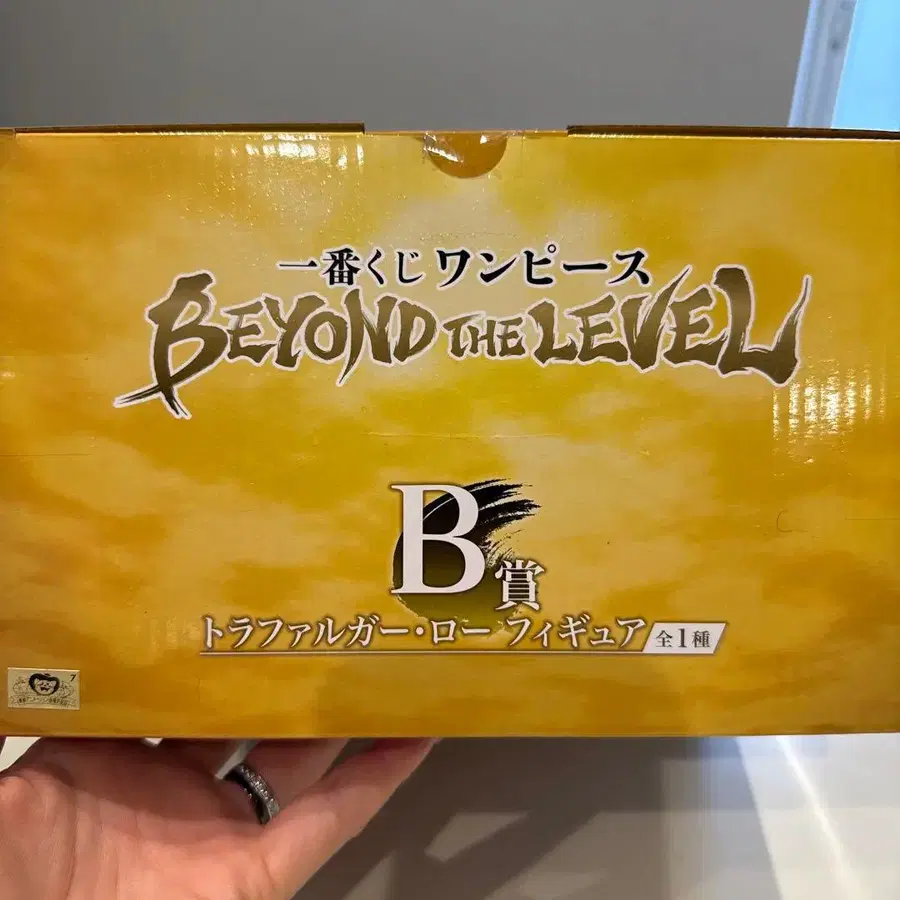 一番くじ ワンピース
BEYOND THE LEVEL
B賞
トラファルガー・ロー フィギュア 全1種
7